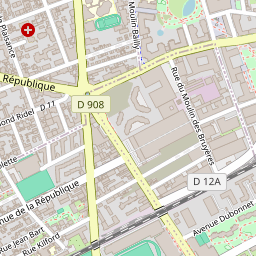 Plaisance
Moulin Bailly
République
D 11
D 908
Rue du Moulin des Bruyères
D 12A
nue de la République
Avenue Dubonnet
Rue Jean Bart
Rue Kilford